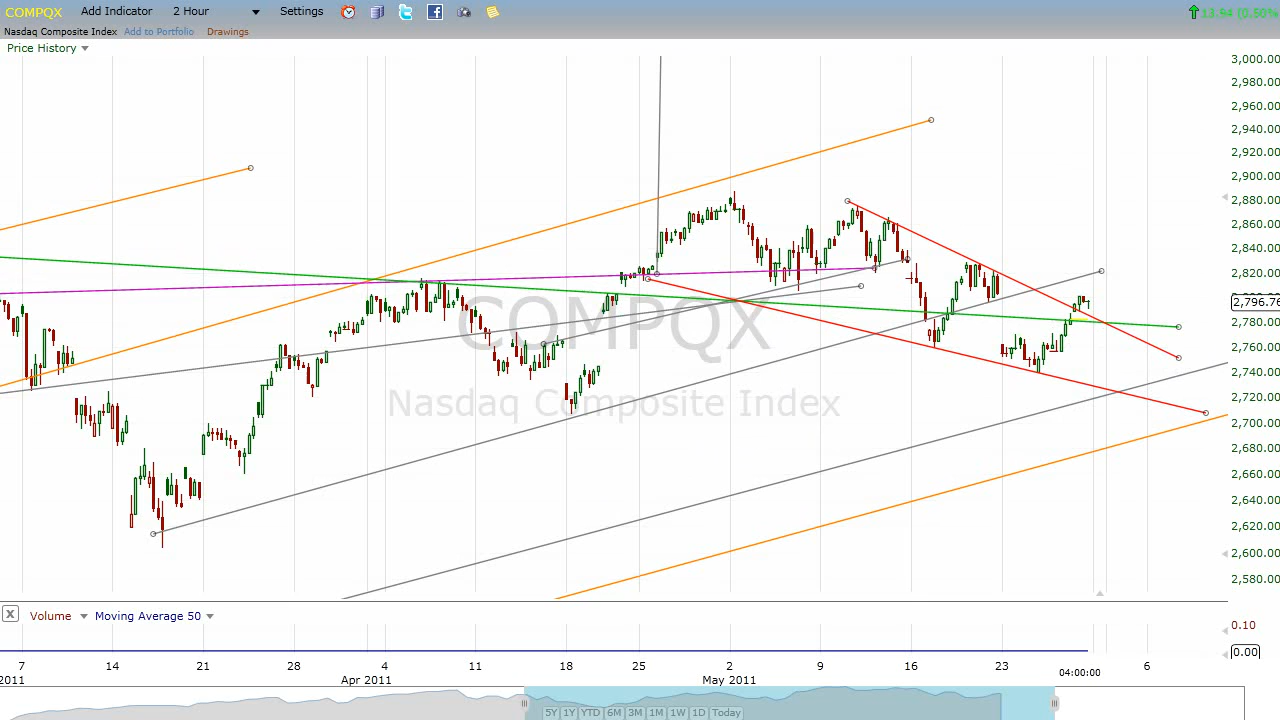 COMPQX Add Indicator 2 Hour Settings 13.94 (0.50%
Nasdaq Composite Index Add to Portfolio Drawings
Price History
3,000.00
2,980.00
2,960.00
2,940.00
2,920.00
2,900.00
2,880.00
2,860.00
2,840.00
2,820.00
2,796.76
2,780.00
2,760.00
2,740.00
2,720.00
2,700.00
2,680.00
2,660.00
2,640.00
2,620.00
2,600.00
2,580.00
COMPQX
Nasdaq Composite Index
X Volume Moving Average 50
0.10
0.00
7 14 21 28 4 11 18 25 2 9 16 23 6
2011 Apr 2011 May 2011 04:00:00
5Y 1Y YTD 6M 3M 1M 1W 1D Today